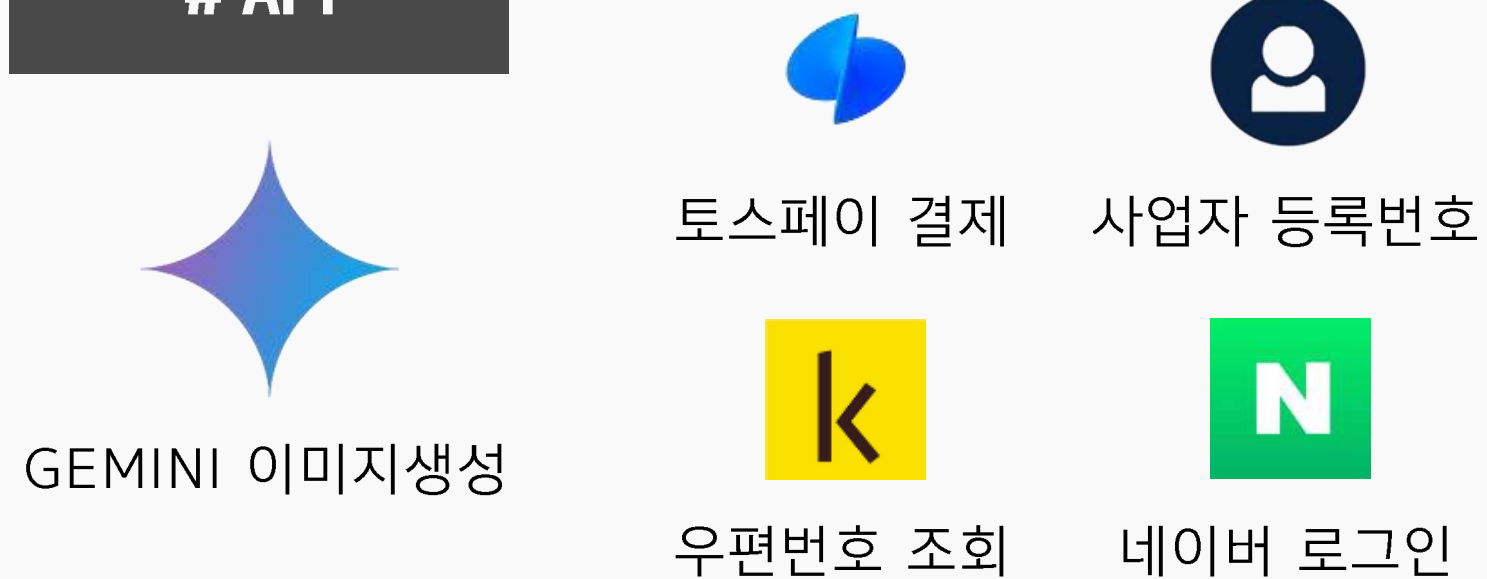 # API
토스페이 결제
사업자 등록번호
GEMINI 이미지생성
k
N
우편번호 조회
네이버 로그인